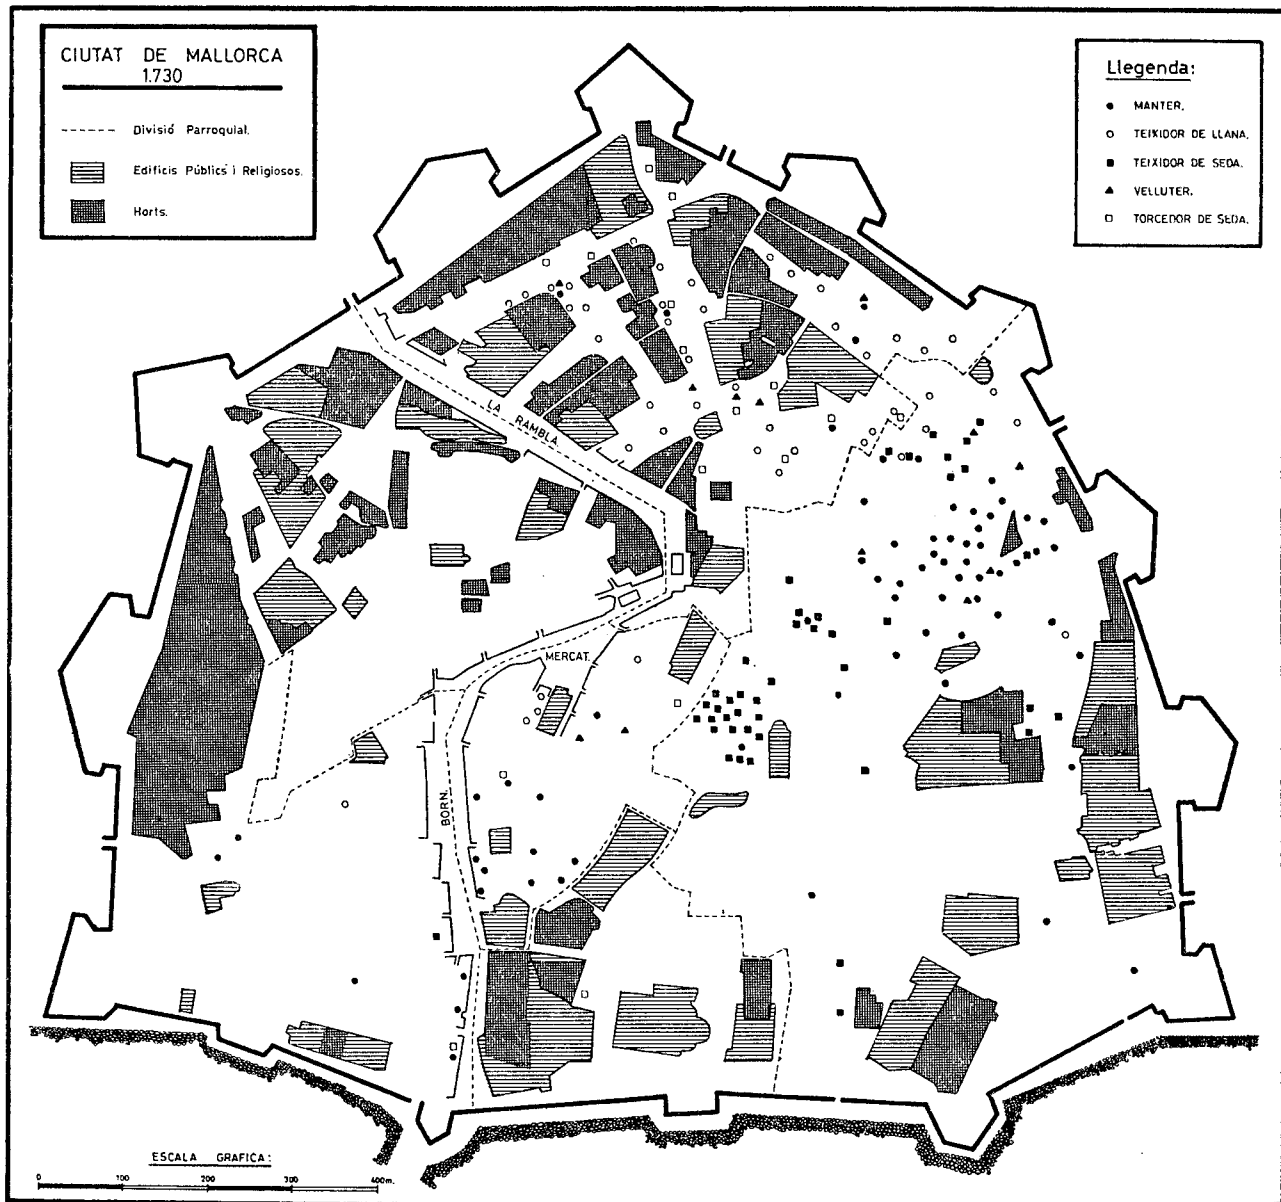 CIUTAT DE MALLORCA
1.730
Divisió Parroquial.
Edificis Públics i Religiosos.
Horts.
Llegenda:
MANTER.
TEIXIDOR DE LLANA.
TEIXIDOR DE SEDA.
VELLUTER.
TORCEDOR DE SEDA.
LA RAMBLA.
MERCAT.
BORN.
ESCALA GRAFICA:
0 100 200 300 400m.